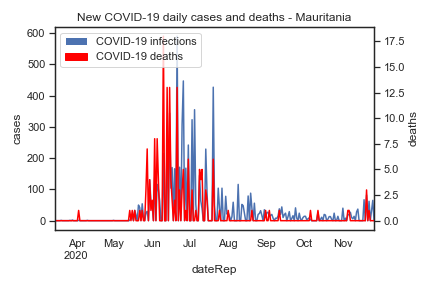 New COVID-19 daily cases and deaths - Mauritania
COVID-19 infections
COVID-19 deaths
600
500
400
300
200
100
0
cases
17.5
15.0
12.5
10.0
7.5
5.0
2.5
0.0
deaths
Apr May Jun Jul Aug Sep Oct Nov
2020
dateRep